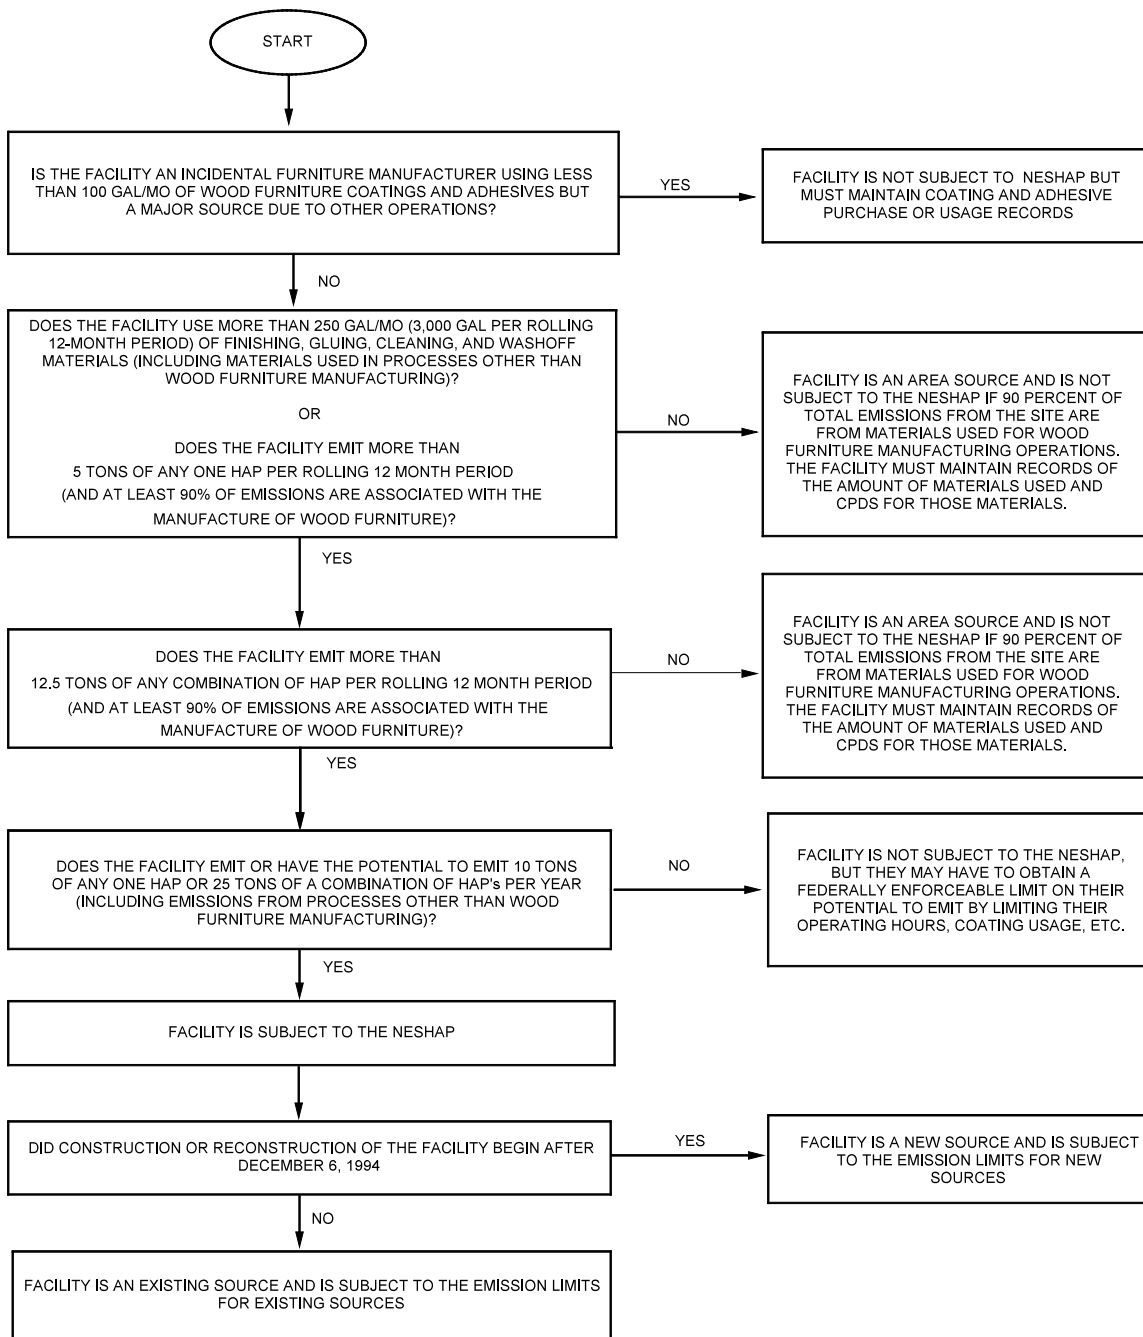 START
IS THE FACILITY AN INCIDENTAL FURNITURE MANUFACTURER USING LESS
THAN 100 GAL/MO OF WOOD FURNITURE COATINGS AND ADHESIVES BUT
A MAJOR SOURCE DUE TO OTHER OPERATIONS?
YES
FACILITY IS NOT SUBJECT TO NESHAP BUT
MUST MAINTAIN COATING AND ADHESIVE
PURCHASE OR USAGE RECORDS
NO
DOES THE FACILITY USE MORE THAN 250 GAL/MO (3,000 GAL PER ROLLING
12-MONTH PERIOD) OF FINISHING, GLUING, CLEANING, AND WASHOFF
MATERIALS (INCLUDING MATERIALS USED IN PROCESSES OTHER THAN
WOOD FURNITURE MANUFACTURING)?
OR
DOES THE FACILITY EMIT MORE THAN
5 TONS OF ANY ONE HAP PER ROLLING 12 MONTH PERIOD
(AND AT LEAST 90% OF EMISSIONS ARE ASSOCIATED WITH THE
MANUFACTURE OF WOOD FURNITURE)?
NO
FACILITY IS AN AREA SOURCE AND IS NOT
SUBJECT TO THE NESHAP IF 90 PERCENT OF
TOTAL EMISSIONS FROM THE SITE ARE
FROM MATERIALS USED FOR WOOD
FURNITURE MANUFACTURING OPERATIONS.
THE FACILITY MUST MAINTAIN RECORDS OF
THE AMOUNT OF MATERIALS USED AND
CPDS FOR THOSE MATERIALS.
YES
DOES THE FACILITY EMIT MORE THAN
12.5 TONS OF ANY COMBINATION OF HAP PER ROLLING 12 MONTH PERIOD
(AND AT LEAST 90% OF EMISSIONS ARE ASSOCIATED WITH THE
MANUFACTURE OF WOOD FURNITURE)?
NO
FACILITY IS AN AREA SOURCE AND IS NOT
SUBJECT TO THE NESHAP IF 90 PERCENT OF
TOTAL EMISSIONS FROM THE SITE ARE
FROM MATERIALS USED FOR WOOD
FURNITURE MANUFACTURING OPERATIONS.
THE FACILITY MUST MAINTAIN RECORDS OF
THE AMOUNT OF MATERIALS USED AND
CPDS FOR THOSE MATERIALS.
YES
DOES THE FACILITY EMIT OR HAVE THE POTENTIAL TO EMIT 10 TONS
OF ANY ONE HAP OR 25 TONS OF A COMBINATION OF HAP's PER YEAR
(INCLUDING EMISSIONS FROM PROCESSES OTHER THAN WOOD
FURNITURE MANUFACTURING)?
NO
FACILITY IS NOT SUBJECT TO THE NESHAP,
BUT THEY MAY HAVE TO OBTAIN A
FEDERALLY ENFORCEABLE LIMIT ON THEIR
POTENTIAL TO EMIT BY LIMITING THEIR
OPERATING HOURS, COATING USAGE, ETC.
YES
FACILITY IS SUBJECT TO THE NESHAP
DID CONSTRUCTION OR RECONSTRUCTION OF THE FACILITY BEGIN AFTER
DECEMBER 6, 1994
YES
FACILITY IS A NEW SOURCE AND IS SUBJECT
TO THE EMISSION LIMITS FOR NEW
SOURCES
NO
FACILITY IS AN EXISTING SOURCE AND IS SUBJECT TO THE EMISSION LIMITS
FOR EXISTING SOURCES